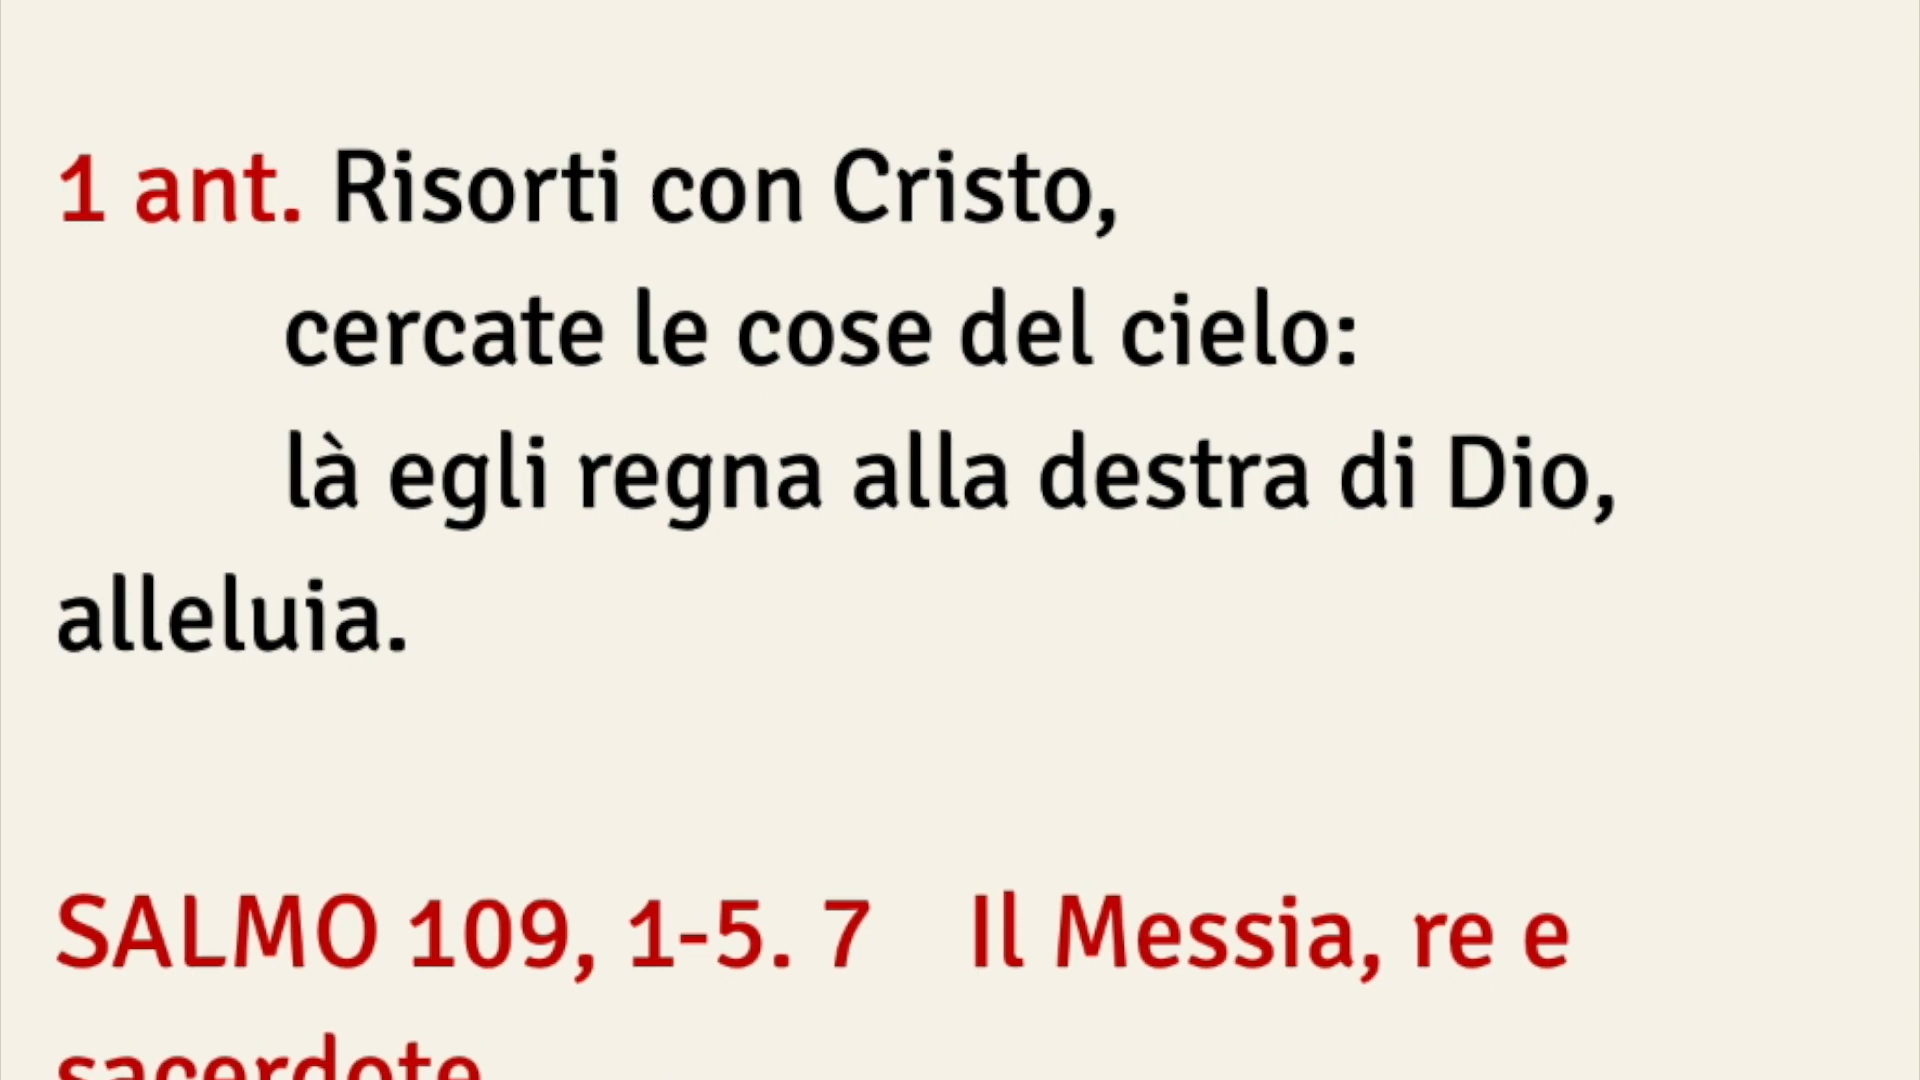 1 ant. Risorti con Cristo,
cercate le cose del cielo:
là egli regna alla destra di Dio,
alleluia.
SALMO 109, 1-5. 7 Il Messia, re e
sacerdote